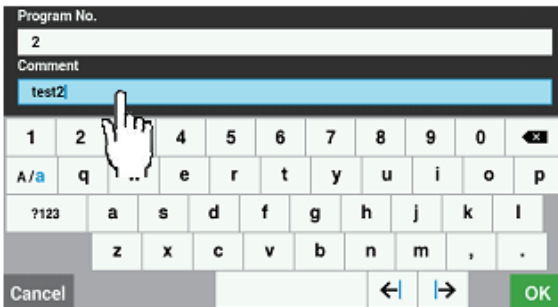 Program No.
2
Comment
test2
1 2 4 5 6 7 8 9 0
A/a q e r t y u i o p
?123 a s d f g h j k l
z x c v b n m , .
Cancel OK